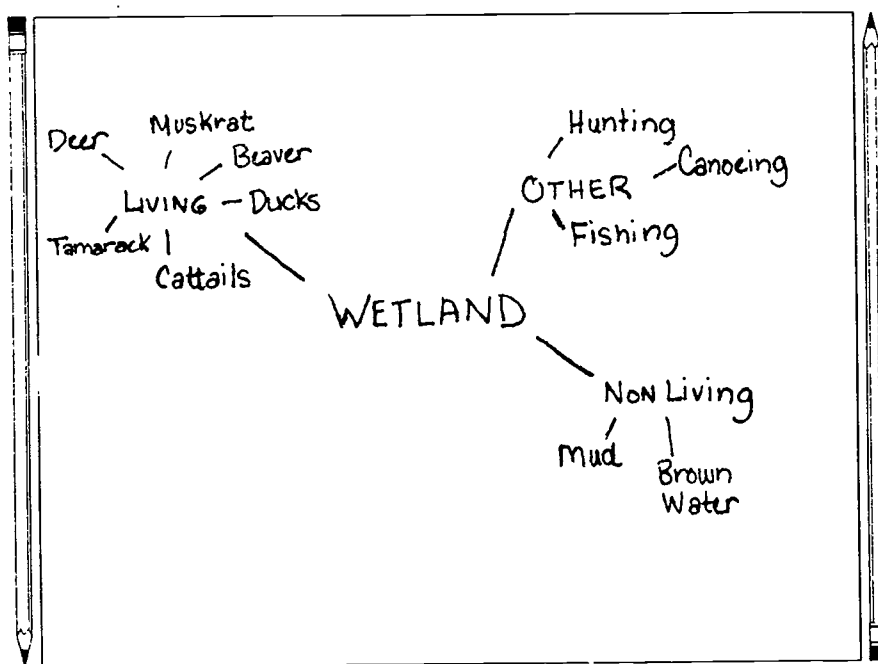 Deer
Muskrat
Beaver
LIVING
Ducks
Tamarack
Cattails
Hunting
Canoeing
OTHER
Fishing
WETLAND
NON Living
Mud
Brown
Water